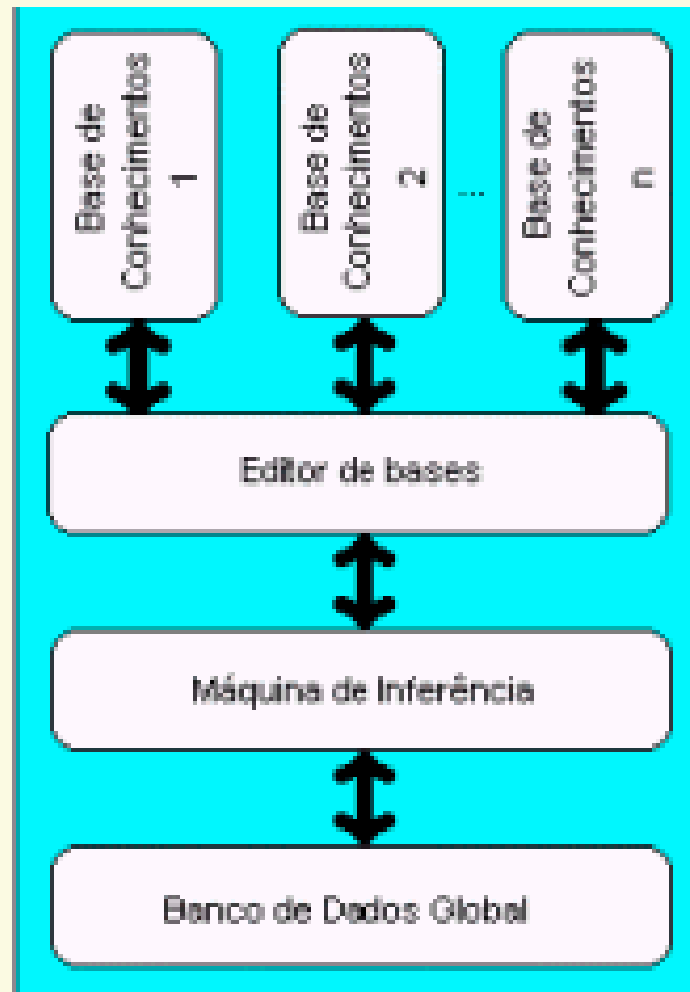 Base de
Conhecimentos
1
Base de
Conhecimentos
2
...
Base de
Conhecimentos
n
Editor de bases
Máquina de Inferência
Banco de Dados Global